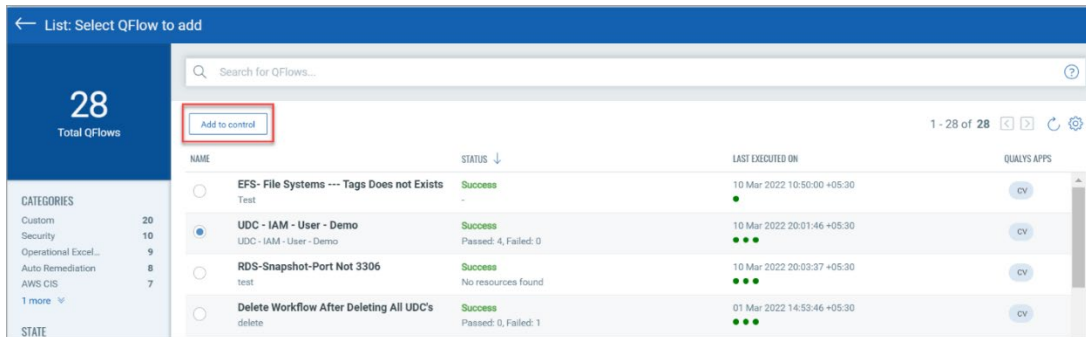 ← List: Select QFlow to add
28
Total QFlows
CATEGORIES
Custom 20
Security 10
Operational Excel... 9
Auto Remediation 8
AWS CIS 7
1 more
STATE
Search for QFlows...
Add to control
1 - 28 of 28
NAME STATUS ↓ LAST EXECUTED ON QUALYS APPS
EFS- File Systems --- Tags Does not Exists Success 10 Mar 2022 10:50:00 +05:30 CV
Test -
UDC - IAM - User - Demo Success 10 Mar 2022 20:01:46 +05:30 CV
UDC - IAM - User - Demo Passed: 4, Failed: 0
RDS-Snapshot-Port Not 3306 Success 10 Mar 2022 20:03:37 +05:30 CV
test No resources found
Delete Workflow After Deleting All UDC's Success 01 Mar 2022 14:53:46 +05:30 CV
delete Passed: 0, Failed: 1